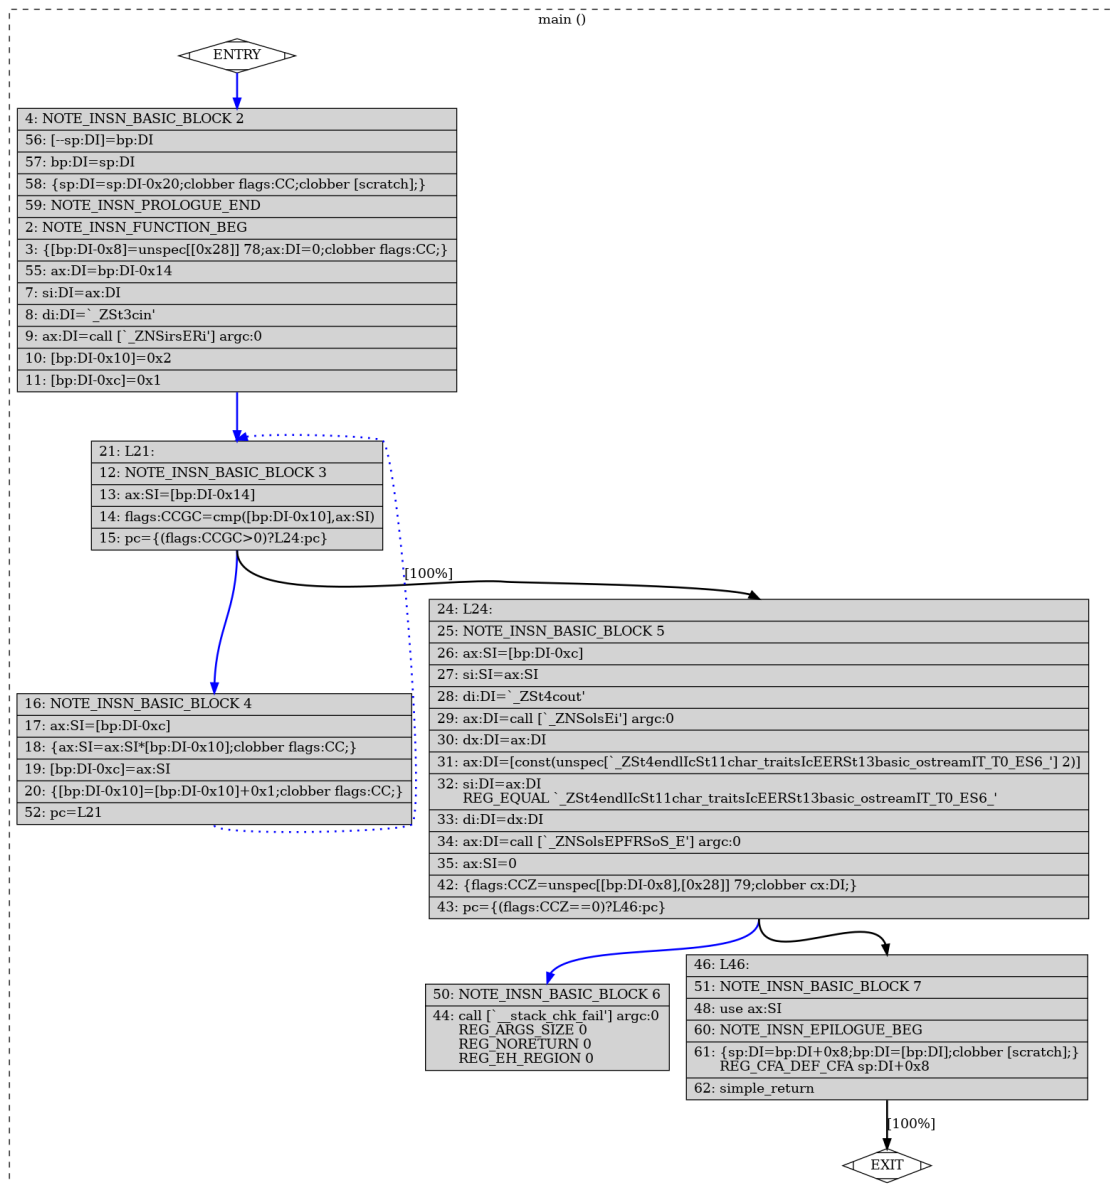 main ()
ENTRY
4: NOTE_INSN_BASIC_BLOCK 2
56: [--sp:DI]=bp:DI
57: bp:DI=sp:DI
58: {sp:DI=sp:DI-0x20;clobber flags:CC;clobber [scratch];}
59: NOTE_INSN_PROLOGUE_END
2: NOTE_INSN_FUNCTION_BEG
3: {[bp:DI-0x8]=unspec[[0x28]] 78;ax:DI=0;clobber flags:CC;}
55: ax:DI=bp:DI-0x14
7: si:DI=ax:DI
8: di:DI=`_ZSt3cin'
9: ax:DI=call [`_ZNSirsERi'] argc:0
10: [bp:DI-0x10]=0x2
11: [bp:DI-0xc]=0x1
21: L21:
12: NOTE_INSN_BASIC_BLOCK 3
13: ax:SI=[bp:DI-0x14]
14: flags:CCGC=cmp([bp:DI-0x10],ax:SI)
15: pc={(flags:CCGC>0)?L24:pc}
[100%]
16: NOTE_INSN_BASIC_BLOCK 4
17: ax:SI=[bp:DI-0xc]
18: {ax:SI=ax:SI*[bp:DI-0x10];clobber flags:CC;}
19: [bp:DI-0xc]=ax:SI
20: {[bp:DI-0x10]=[bp:DI-0x10]+0x1;clobber flags:CC;}
52: pc=L21
24: L24:
25: NOTE_INSN_BASIC_BLOCK 5
26: ax:SI=[bp:DI-0xc]
27: si:SI=ax:SI
28: di:DI=`_ZSt4cout'
29: ax:DI=call [`_ZNSolsEi'] argc:0
30: dx:DI=ax:DI
31: ax:DI=[const(unspec[`_ZSt4endlIcSt11char_traitsIcEERSt13basic_ostreamIT_T0_ES6_'] 2)]
32: si:DI=ax:DI
REG_EQUAL `_ZSt4endlIcSt11char_traitsIcEERSt13basic_ostreamIT_T0_ES6_'
33: di:DI=dx:DI
34: ax:DI=call [`_ZNSolsEPFRSoS_E'] argc:0
35: ax:SI=0
42: {flags:CCZ=unspec[[bp:DI-0x8],[0x28]] 79;clobber cx:DI;}
43: pc={(flags:CCZ==0)?L46:pc}
50: NOTE_INSN_BASIC_BLOCK 6
44: call [`__stack_chk_fail'] argc:0
REG_ARGS_SIZE 0
REG_NORETURN 0
REG_EH_REGION 0
46: L46:
51: NOTE_INSN_BASIC_BLOCK 7
48: use ax:SI
60: NOTE_INSN_EPILOGUE_BEG
61: {sp:DI=bp:DI+0x8;bp:DI=[bp:DI];clobber [scratch];}
REG_CFA_DEF_CFA sp:DI+0x8
62: simple_return
[100%]
EXIT